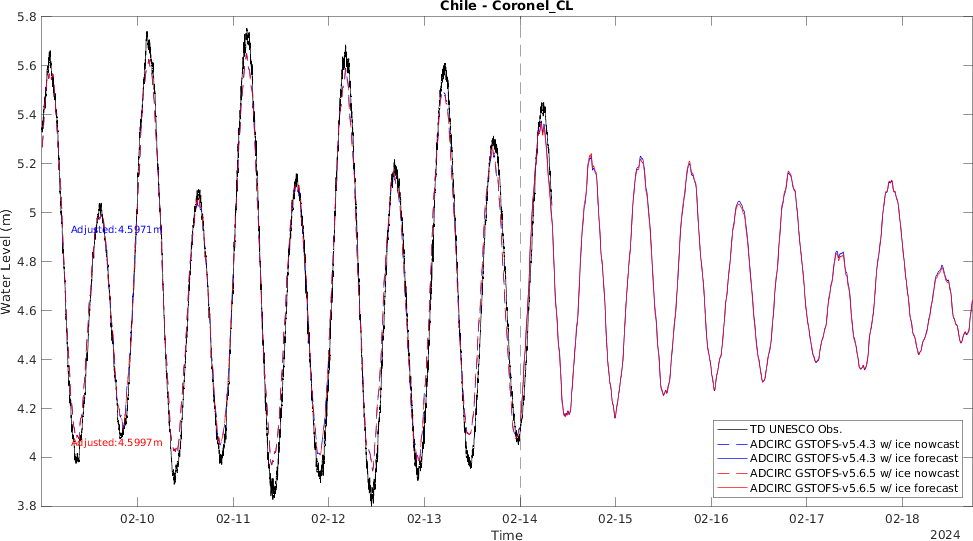 Chile - Coronel_CL
5.8
5.6
5.4
5.2
5
4.8
4.6
4.4
4.2
4
3.8
Water Level (m)
Adjusted:4.5971m
Adjusted:4.5997m
TD UNESCO Obs.
ADCIRC GSTOFS-v5.4.3 w/ ice nowcast
ADCIRC GSTOFS-v5.4.3 w/ ice forecast
ADCIRC GSTOFS-v5.6.5 w/ ice nowcast
ADCIRC GSTOFS-v5.6.5 w/ ice forecast
02-10 02-11 02-12 02-13 02-14 02-15 02-16 02-17 02-18
Time
2024